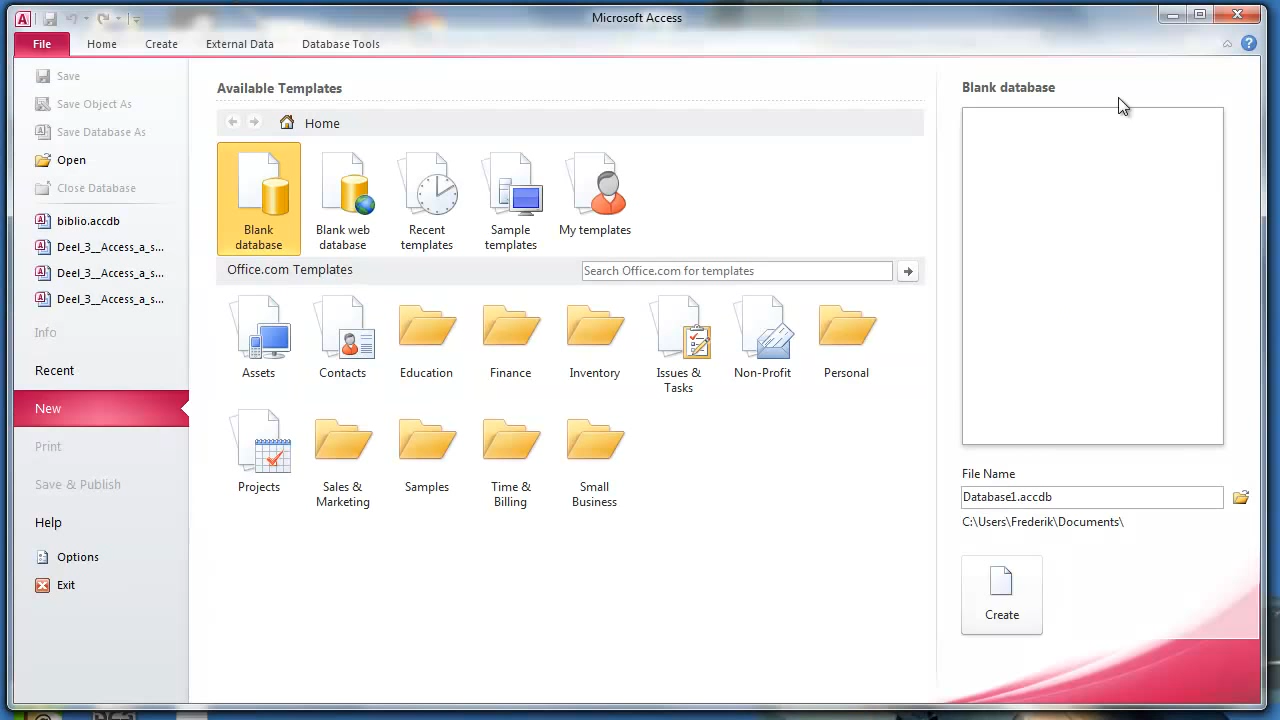 Microsoft Access
File
Home
Create
External Data
Database Tools
Save
Save Object As
Save Database As
Open
Close Database
biblio.accdb
Deel_3__Access_a_s...
Deel_3__Access_a_s...
Deel_3__Access_a_s...
Info
Recent
New
Print
Save & Publish
Help
Options
Exit
Available Templates
Home
Blank
database
Blank web
database
Recent
templates
Sample
templates
My templates
Office.com Templates
Search Office.com for templates
Assets
Contacts
Education
Finance
Inventory
Issues &
Tasks
Non-Profit
Personal
Projects
Sales &
Marketing
Samples
Time &
Billing
Small
Business
Blank database
File Name
Database1.accdb
C:\Users\Frederik\Documents\
Create